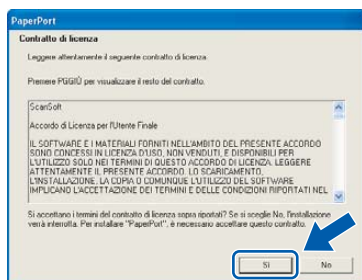 PaperPort
Contratto di licenza
Leggere attentamente il seguente contratto di licenza.
Premere PGGIÙ per visualizzare il resto del contratto.
ScanSoft
Accordo di Licenza per l'Utente Finale
IL SOFTWARE E I MATERIALI FORNITI NELL'AMBITO DEL PRESENTE ACCORDO
SONO CONCESSI IN LICENZA D'USO, NON VENDUTI, E DISPONIBILI PER
L'UTILIZZO SOLO NEI TERMINI DI QUESTO ACCORDO DI LICENZA. LEGGERE
ATTENTAMENTE IL PRESENTE ACCORDO. LO SCARICAMENTO,
L'INSTALLAZIONE, LA COPIA O COMUNQUE L'UTILIZZO DEL SOFTWARE
IMPLICANO L'ACCETTAZIONE DEI TERMINI E DELLE CONDIZIONI RIPORTATI NEL
Si accettano i termini del contratto di licenza sopra riportati? Se si sceglie No, l'installazione
verrà interrotta. Per installare "PaperPort", è necessario accettare questo contratto.
Sì
No